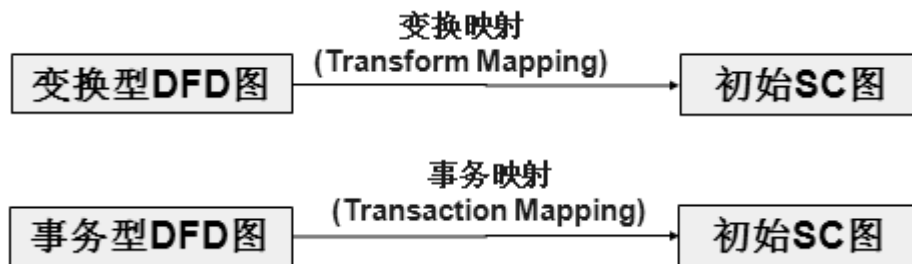 变换映射
(Transform Mapping)
变换型DFD图
初始SC图
事务映射
(Transaction Mapping)
事务型DFD图
初始SC图